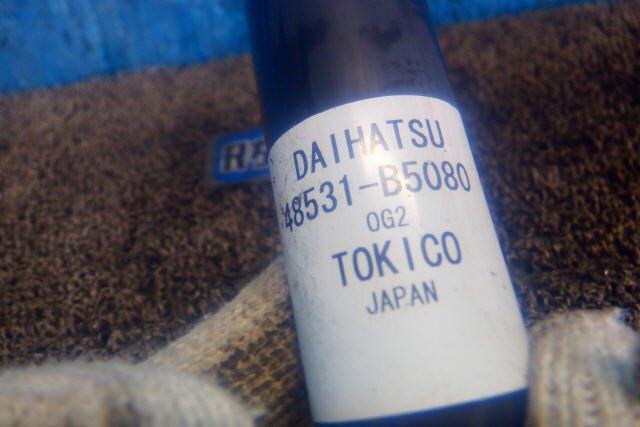 DAIHATSU
48531-B5080
OG2
TOKICO
JAPAN